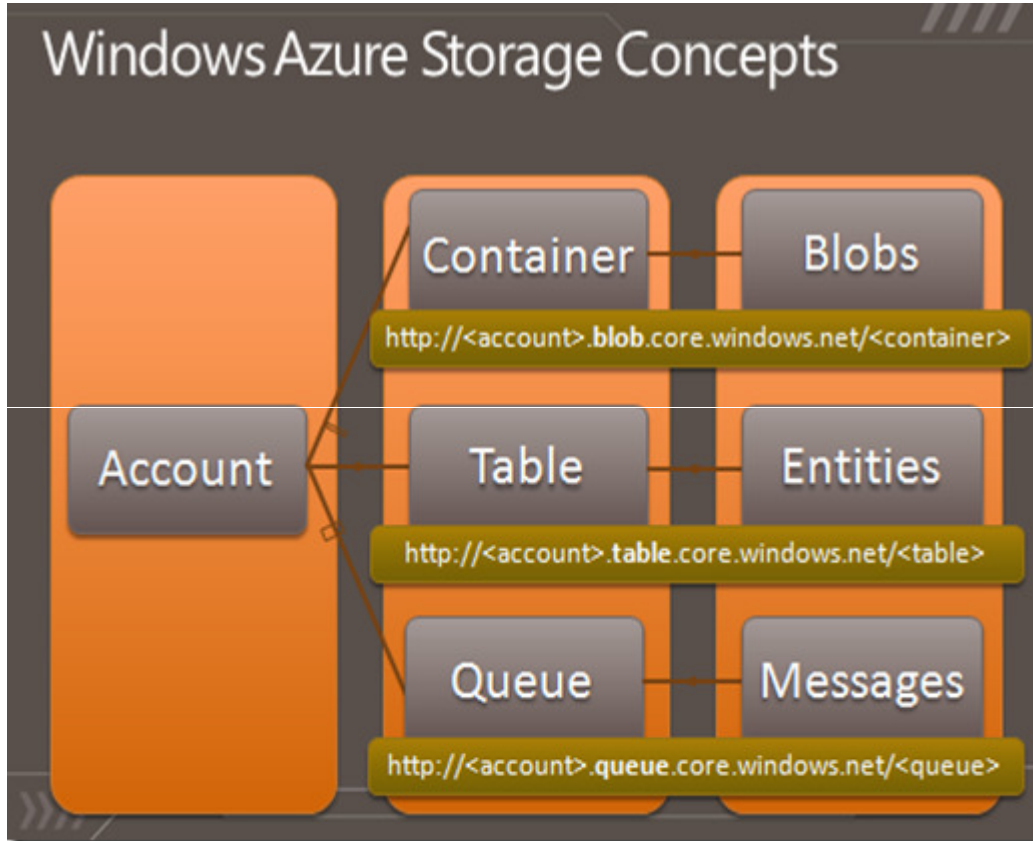 Windows Azure Storage Concepts
Container
Blobs
http://<account>.blob.core.windows.net/<container>
Account
Table
Entities
http://<account>.table.core.windows.net/<table>
Queue
Messages
http://<account>.queue.core.windows.net/<queue>